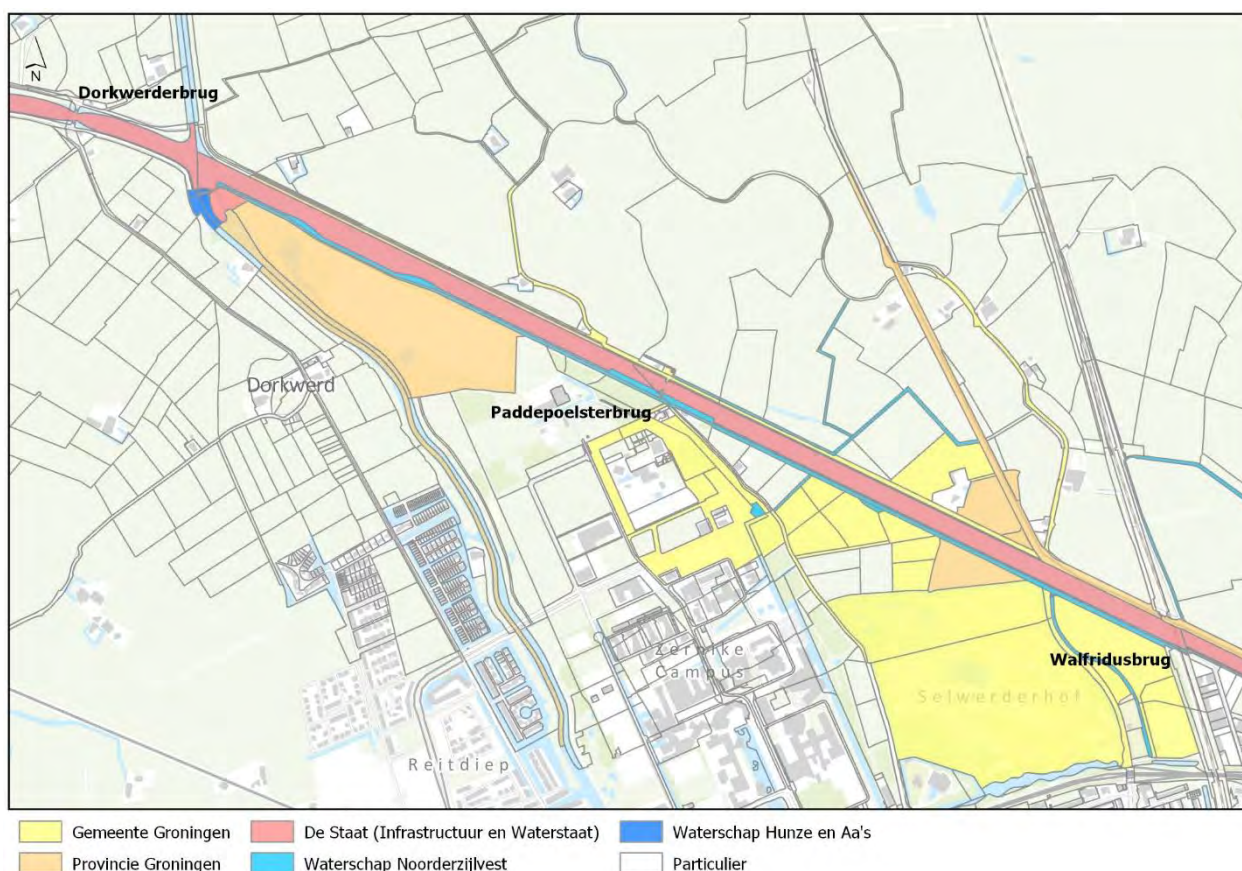 N
Dorkwerderbrug
Dorkwerd
Paddepoelsterbrug
Zernike
Campus
Walfridusbrug
Selwerderhof
Reitdiep
Gemeente Groningen
De Staat (Infrastructuur en Waterstaat)
Waterschap Hunze en Aa's
Provincie Groningen
Waterschap Noorderzijlvest
Particulier